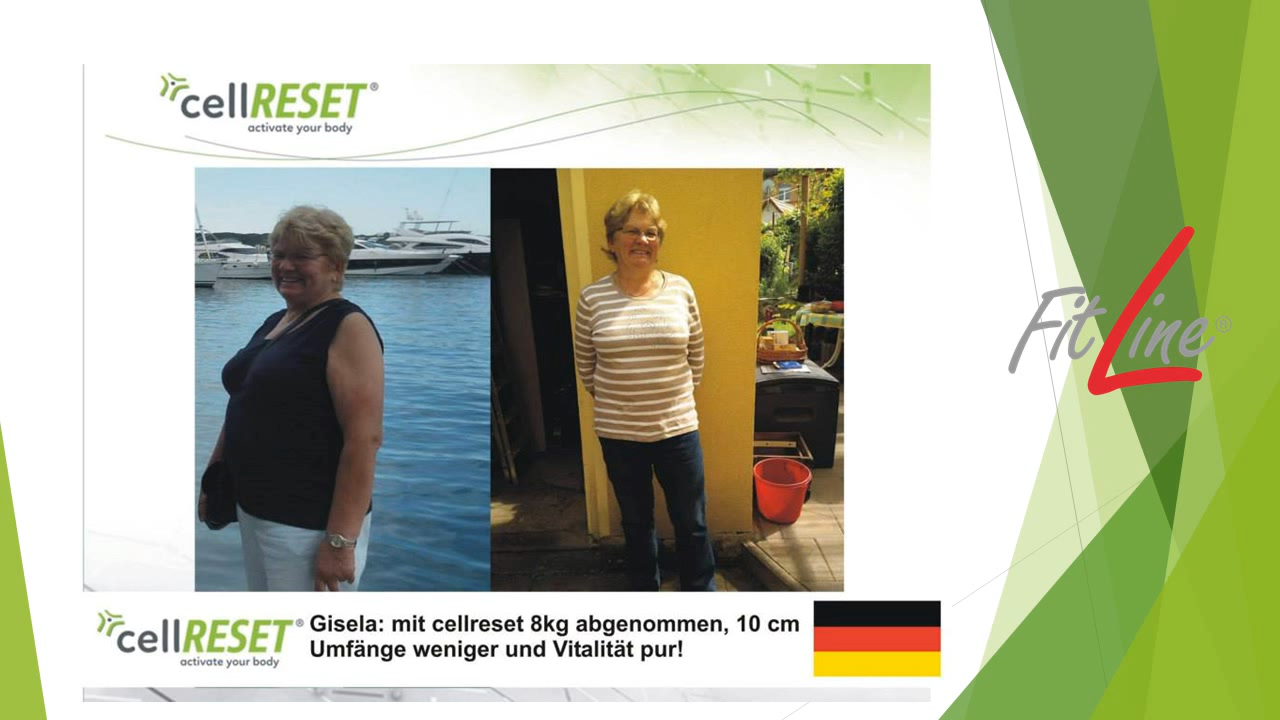 cellRESET®
activate your body
FitLine®
cellRESET®
activate your body
Gisela: mit cellreset 8kg abgenommen, 10 cm
Umfänge weniger und Vitalität pur!